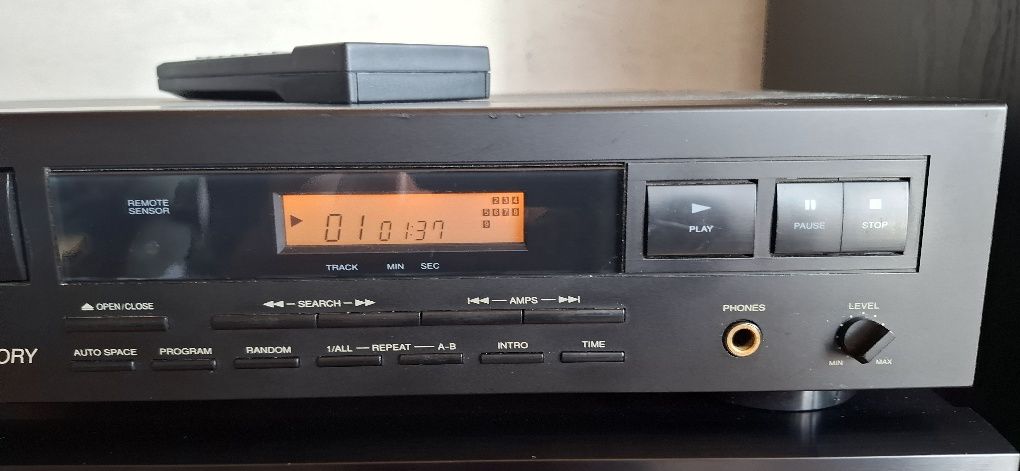 REMOTE
SENSOR
2 3 4
01 01:37
5 6 7 8
9
TRACK MIN SEC
PLAY
PAUSE
STOP
OPEN/CLOSE
SEARCH
AMPS
PHONES
LEVEL
MIN
MAX
ORY
AUTO SPACE
PROGRAM
RANDOM
1/ALL — REPEAT — A-B
INTRO
TIME